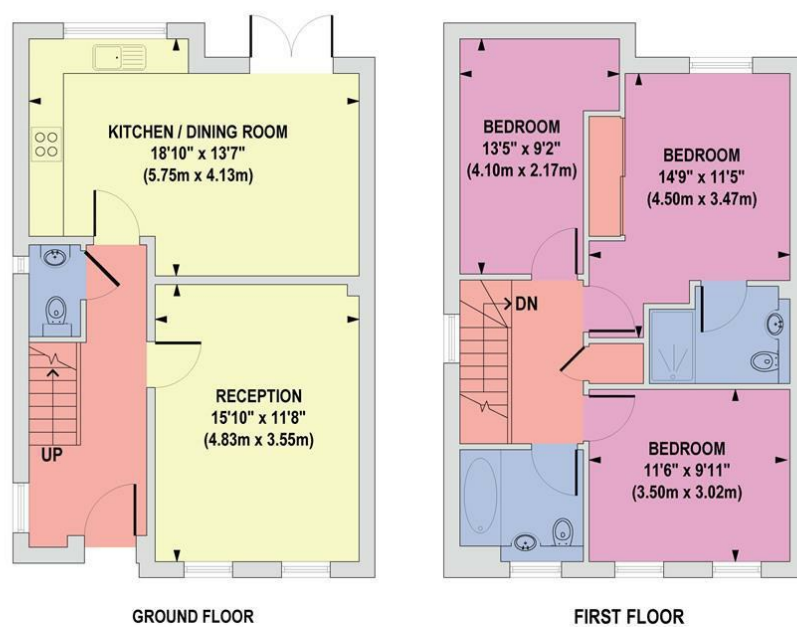 KITCHEN / DINING ROOM
18'10" x 13'7"
(5.75m x 4.13m)
UP
RECEPTION
15'10" x 11'8"
(4.83m x 3.55m)
GROUND FLOOR
BEDROOM
13'5" x 9'2"
(4.10m x 2.17m)
BEDROOM
14'9" x 11'5"
(4.50m x 3.47m)
DN
BEDROOM
11'6" x 9'11"
(3.50m x 3.02m)
FIRST FLOOR